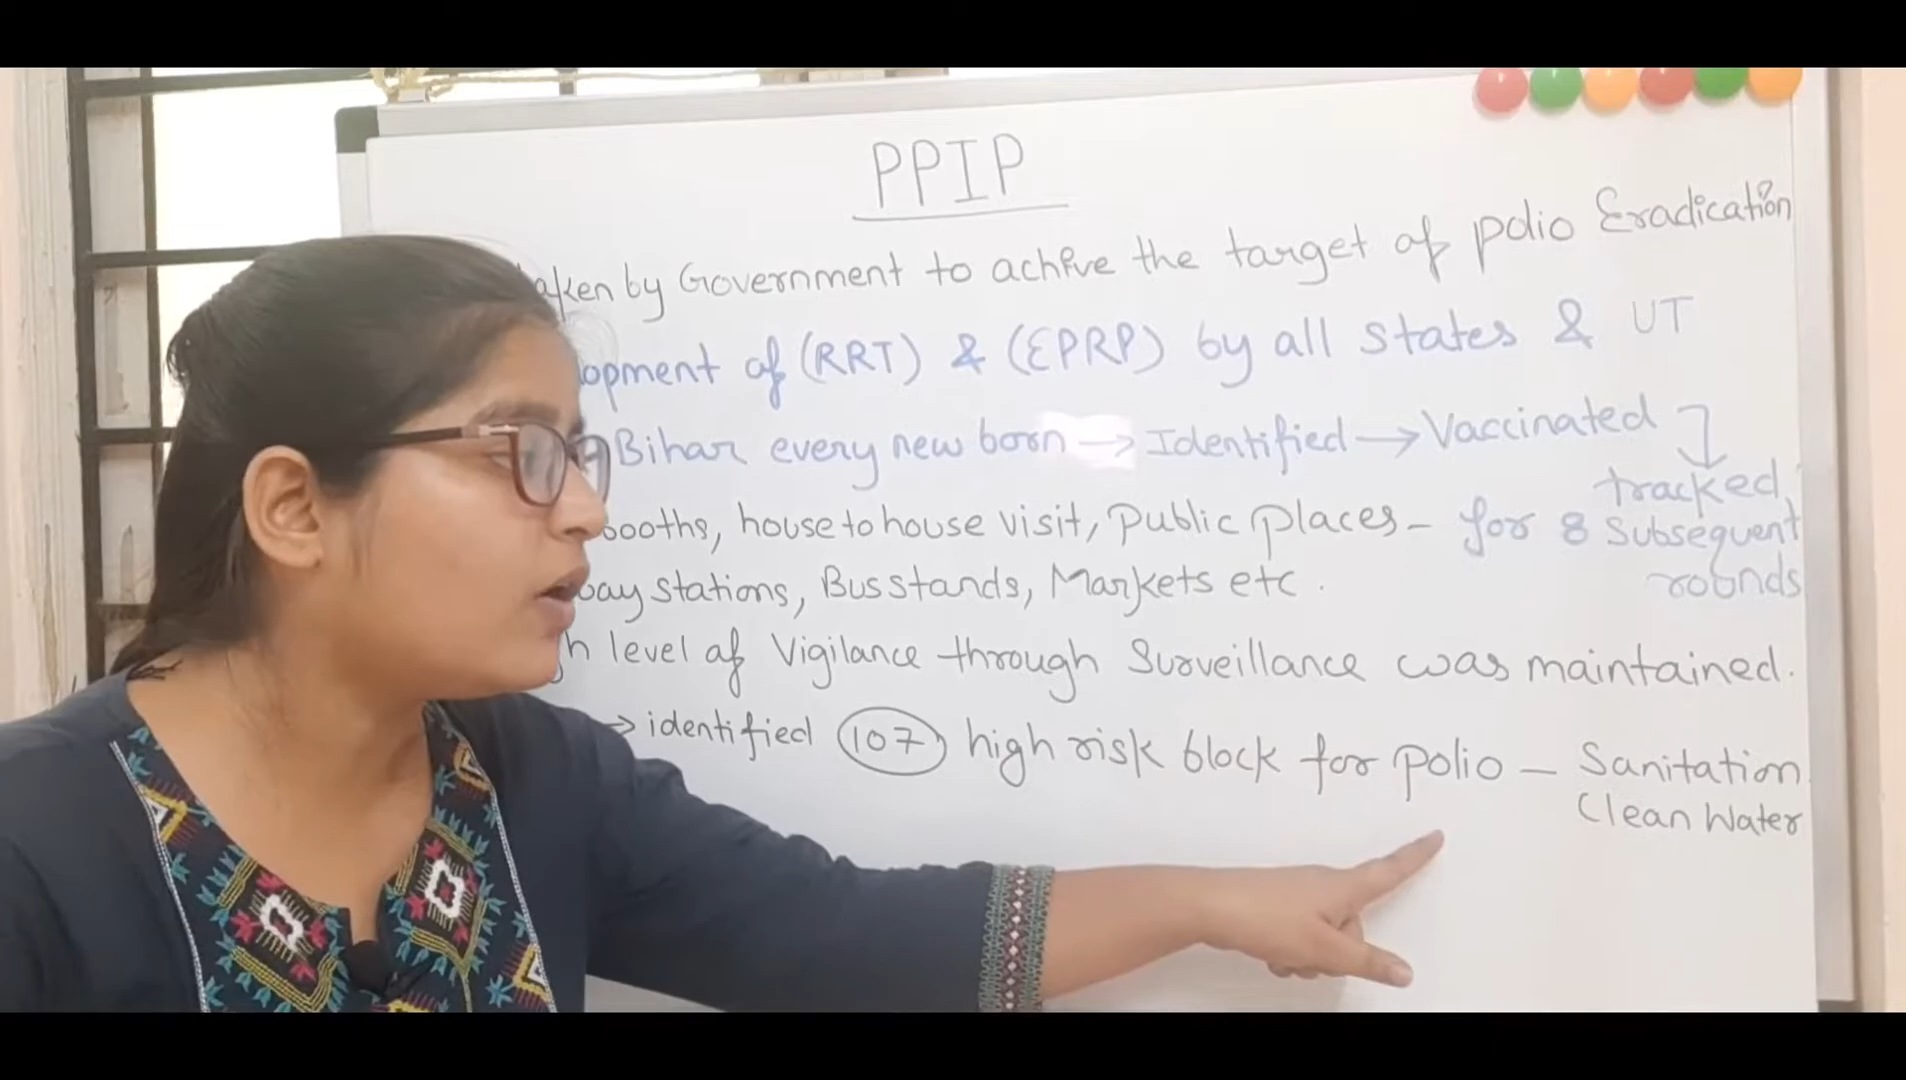 PPIP
aken by Government to achive the target of polio Eradication
opment of (RRT) & (EPRP) by all states & UT
Bihar every new born → Identified → Vaccinated
tracked
booths, house to house visit, Public places - for 8 Subsequent
rounds
way stations, Bus stands, Markets etc.
h level of Vigilance through Surveillance was maintained.
→ identified 107 high risk block for polio - Sanitation
Clean Water